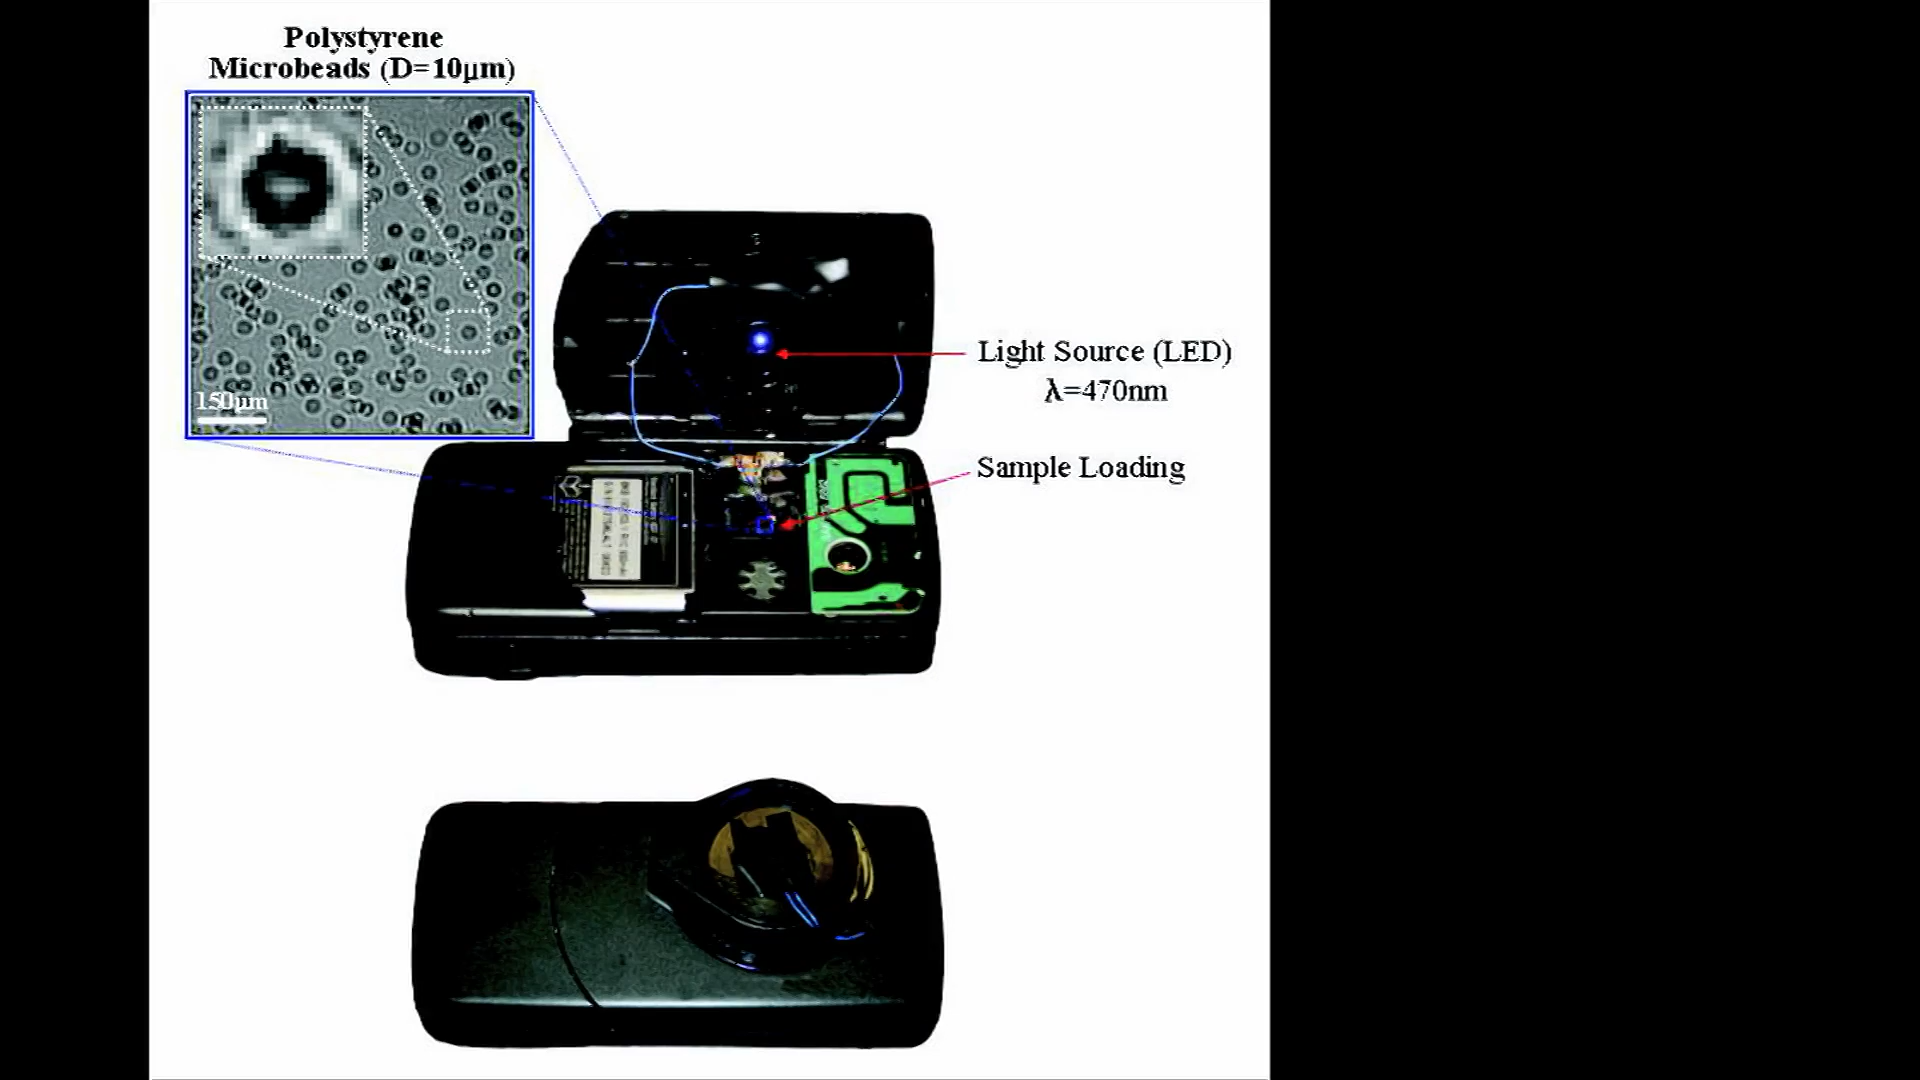 Polystyrene
Microbeads (D=10μm)
150μm
Light Source (LED)
λ=470nm
Sample Loading